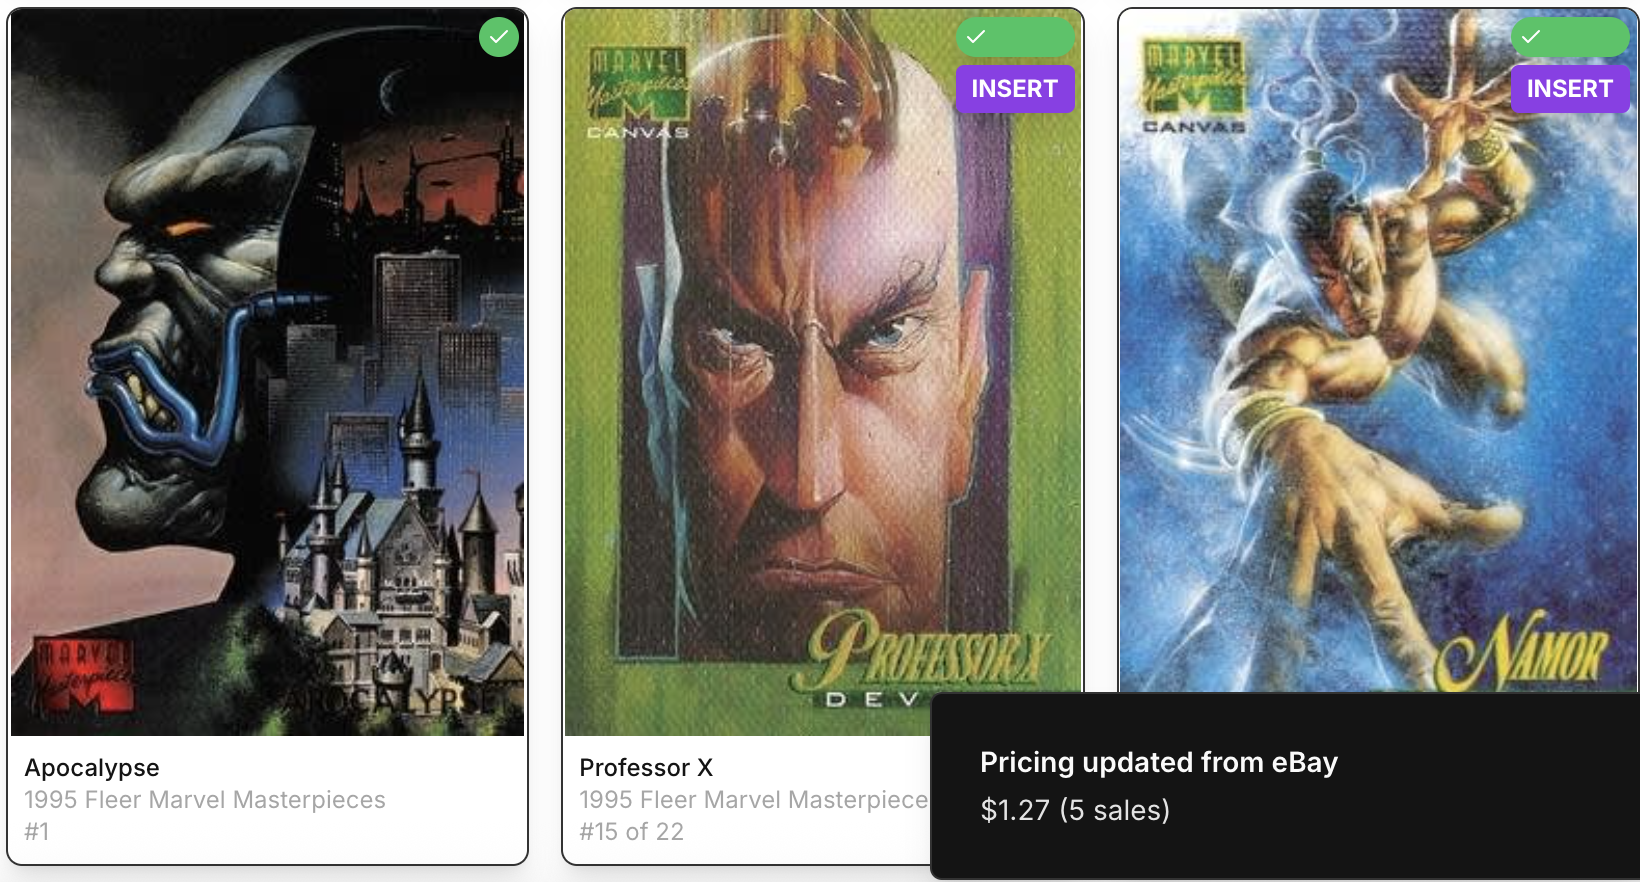 MARVEL
Masterpieces
M
APOCALYPSE
Apocalypse
1995 Fleer Marvel Masterpieces
#1
INSERT
MARVEL
Masterpieces
M
CANVAS
PROFESSOR X
DEV
Professor X
1995 Fleer Marvel Masterpiece
#15 of 22
INSERT
MARVEL
Masterpieces
M
CANVAS
NAMOR
Pricing updated from eBay
$1.27 (5 sales)